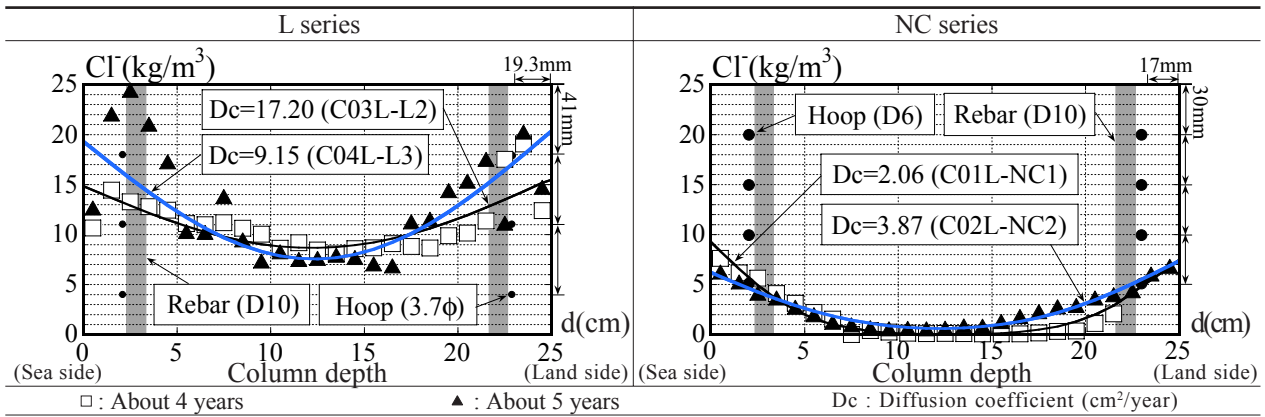 L series
NC series
Cl⁻(kg/m³)
19.3mm
41mm
25
20
15
10
5
0
Dc=17.20 (C03L-L2)
Dc=9.15 (C04L-L3)
Rebar (D10)
Hoop (3.7ϕ)
d(cm)
0 5 10 15 20 25
(Sea side) Column depth (Land side)
Cl⁻(kg/m³)
17mm
30mm
25
20
15
10
5
0
Hoop (D6)
Rebar (D10)
Dc=2.06 (C01L-NC1)
Dc=3.87 (C02L-NC2)
d(cm)
0 5 10 15 20 25
(Sea side) Column depth (Land side)
□ : About 4 years ▲ : About 5 years Dc : Diffusion coefficient (cm²/year)